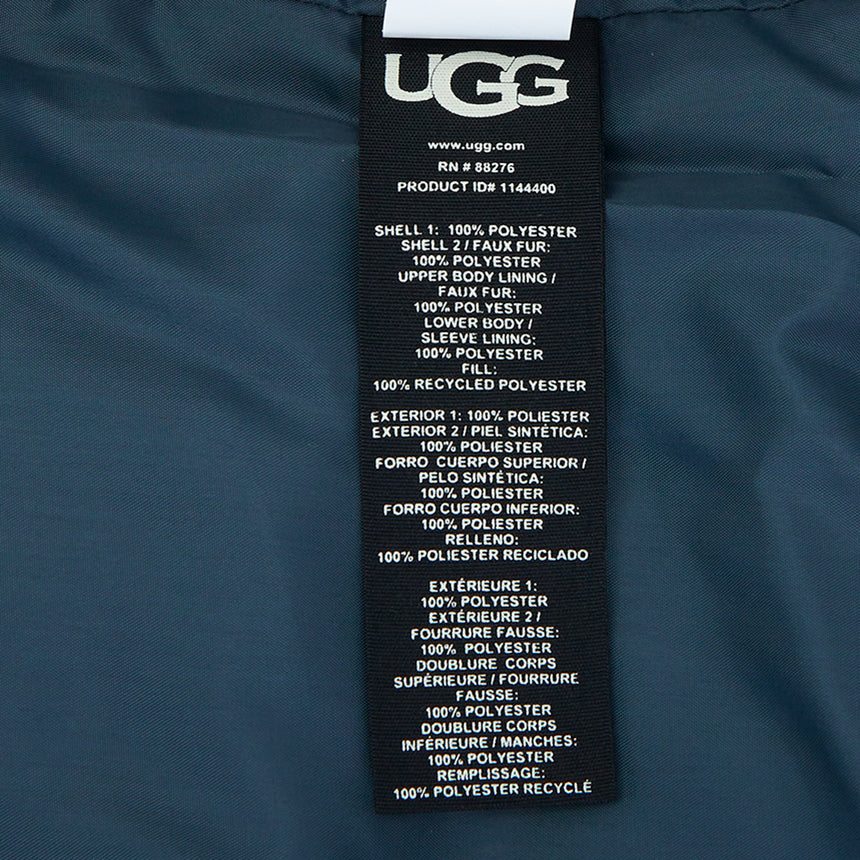 UGG
www.ugg.com
RN # 88276
PRODUCT ID# 1144400
SHELL 1: 100% POLYESTER
SHELL 2 / FAUX FUR:
100% POLYESTER
UPPER BODY LINING /
FAUX FUR:
100% POLYESTER
LOWER BODY /
SLEEVE LINING:
100% POLYESTER
FILL:
100% RECYCLED POLYESTER
EXTERIOR 1: 100% POLIESTER
EXTERIOR 2 / PIEL SINTÉTICA:
100% POLIESTER
FORRO CUERPO SUPERIOR /
PELO SINTÉTICA:
100% POLIESTER
FORRO CUERPO INFERIOR:
100% POLIESTER
RELLENO:
100% POLIESTER RECICLADO
EXTÉRIEURE 1:
100% POLYESTER
EXTÉRIEURE 2 /
FOURRURE FAUSSE:
100% POLYESTER
DOUBLURE CORPS
SUPÉRIEURE / FOURRURE
FAUSSE:
100% POLYESTER
DOUBLURE CORPS
INFÉRIEURE / MANCHES:
100% POLYESTER
REMPLISSAGE:
100% POLYESTER RECYCLÉ